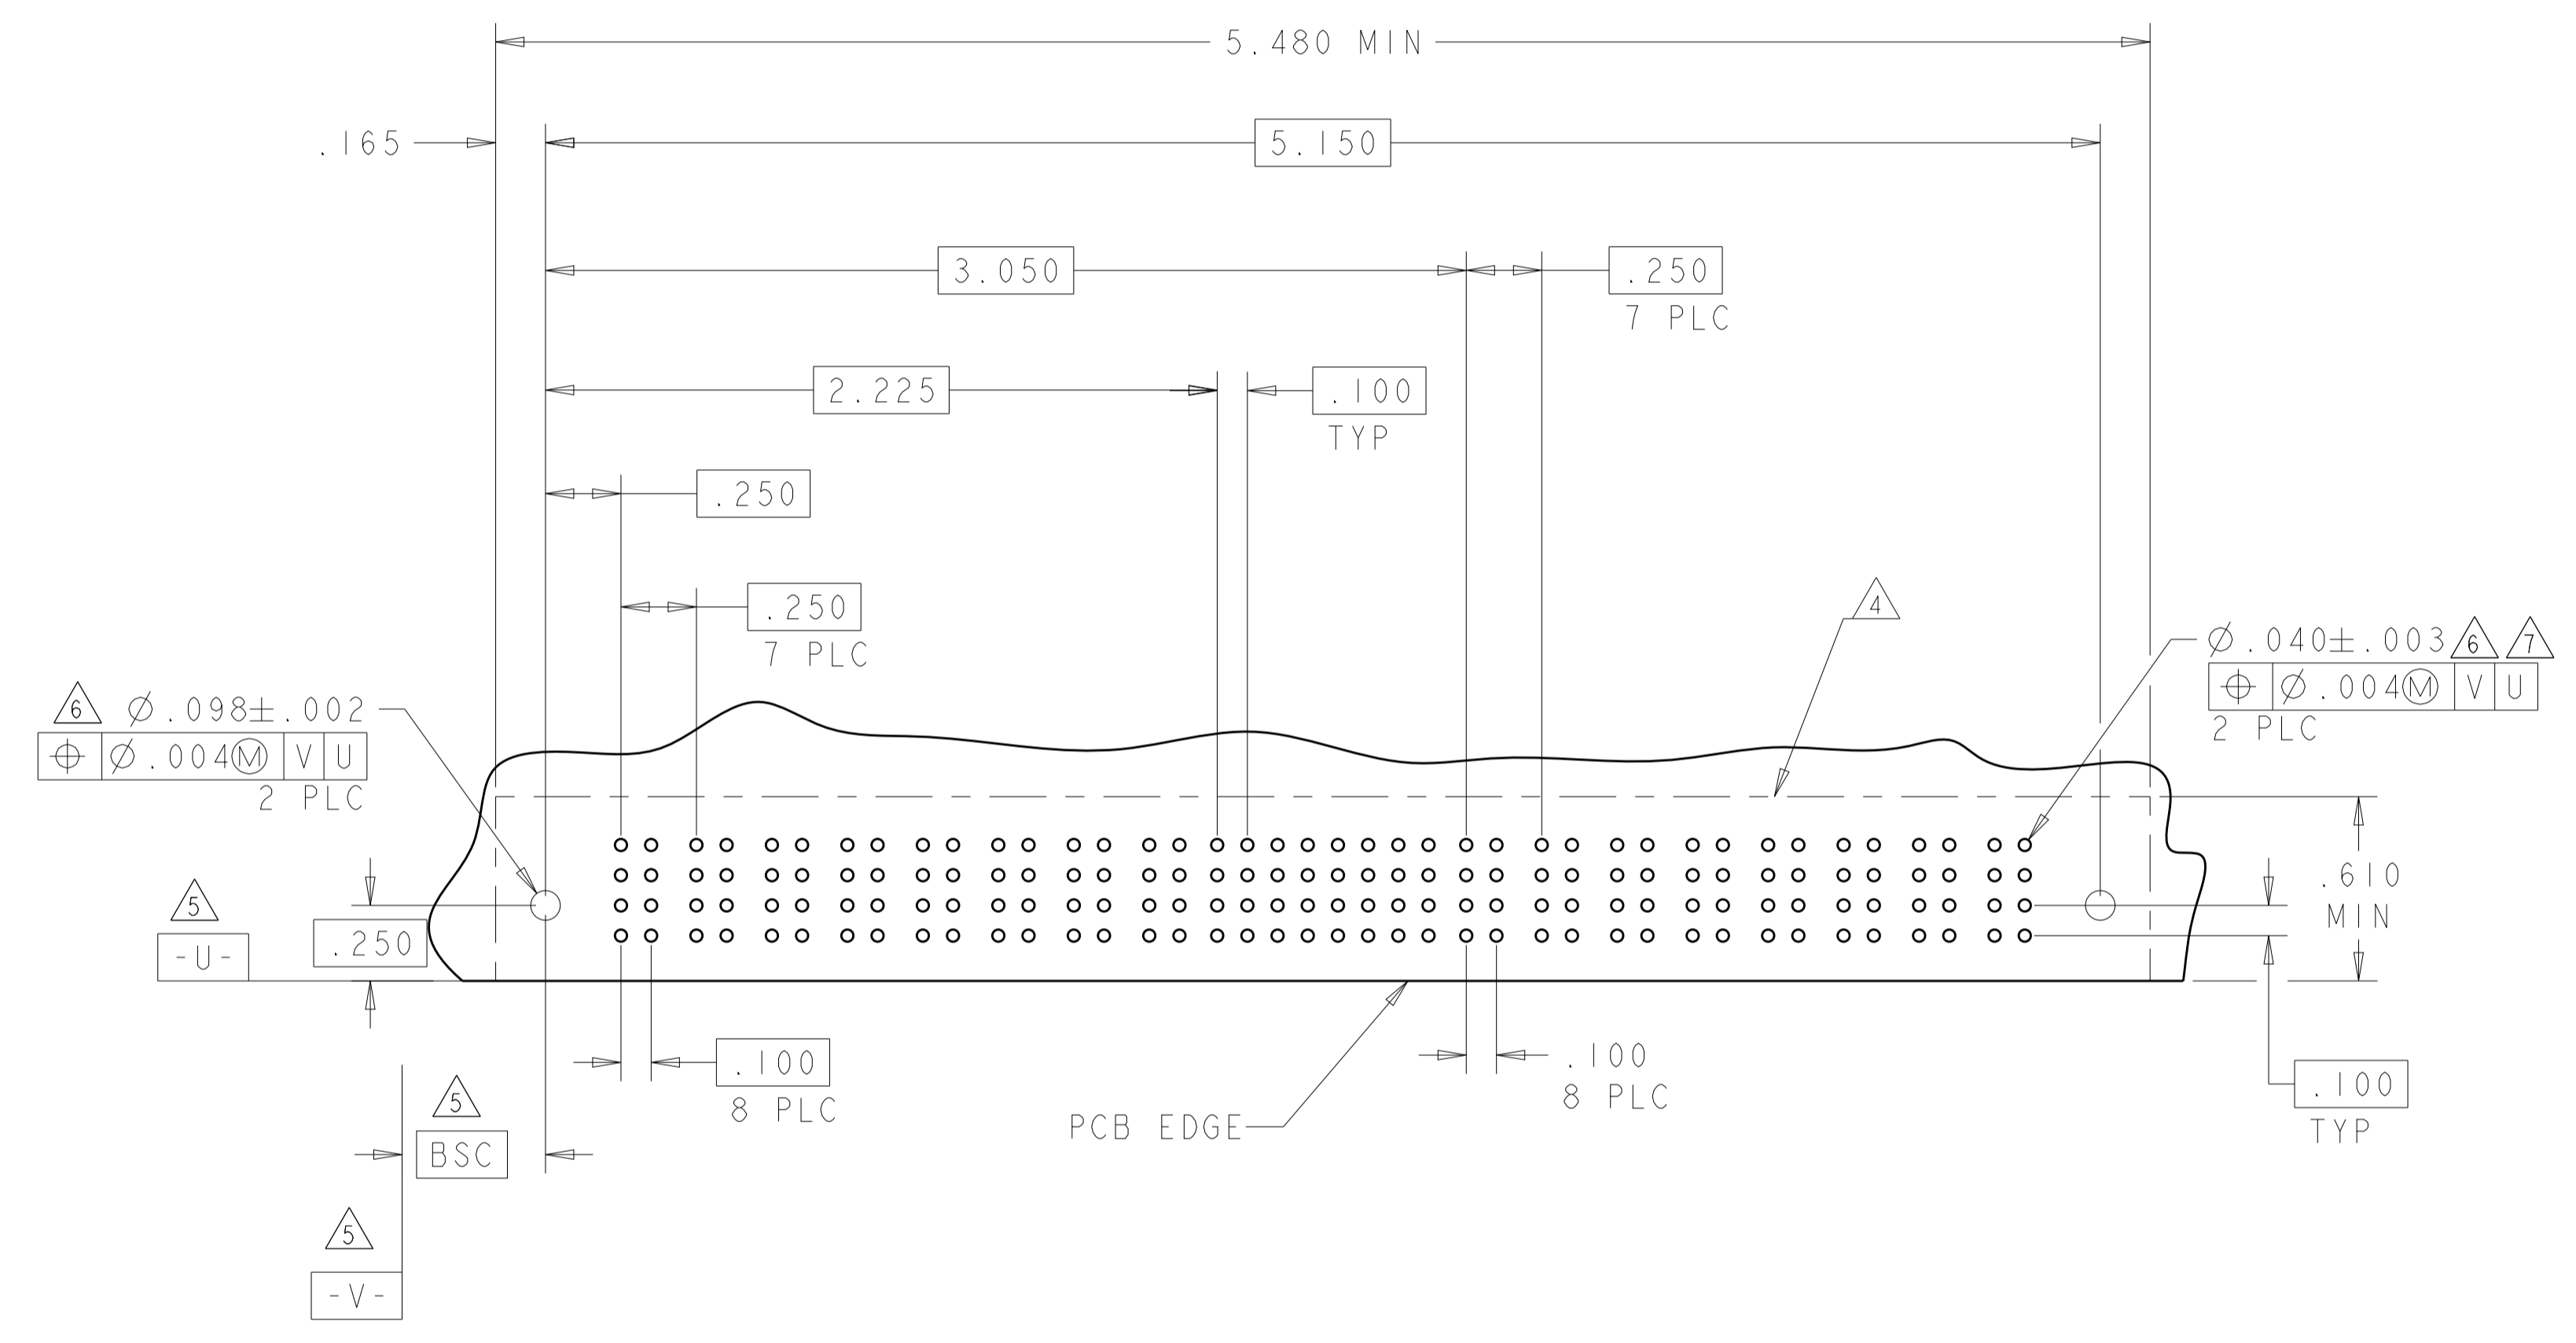 5.480 MIN
.165
5.150
3.050
.250
7 PLC
2.225
.100
TYP
.250
.250
7 PLC
4
Ø.040±.003 6 7
⌖ Ø.004Ⓜ V U
2 PLC
6 Ø.098±.002
⌖ Ø.004Ⓜ V U
2 PLC
.610
MIN
5
-U-
.250
.100
8 PLC
.100
8 PLC
.100
TYP
PCB EDGE
5
BSC
5
-V-